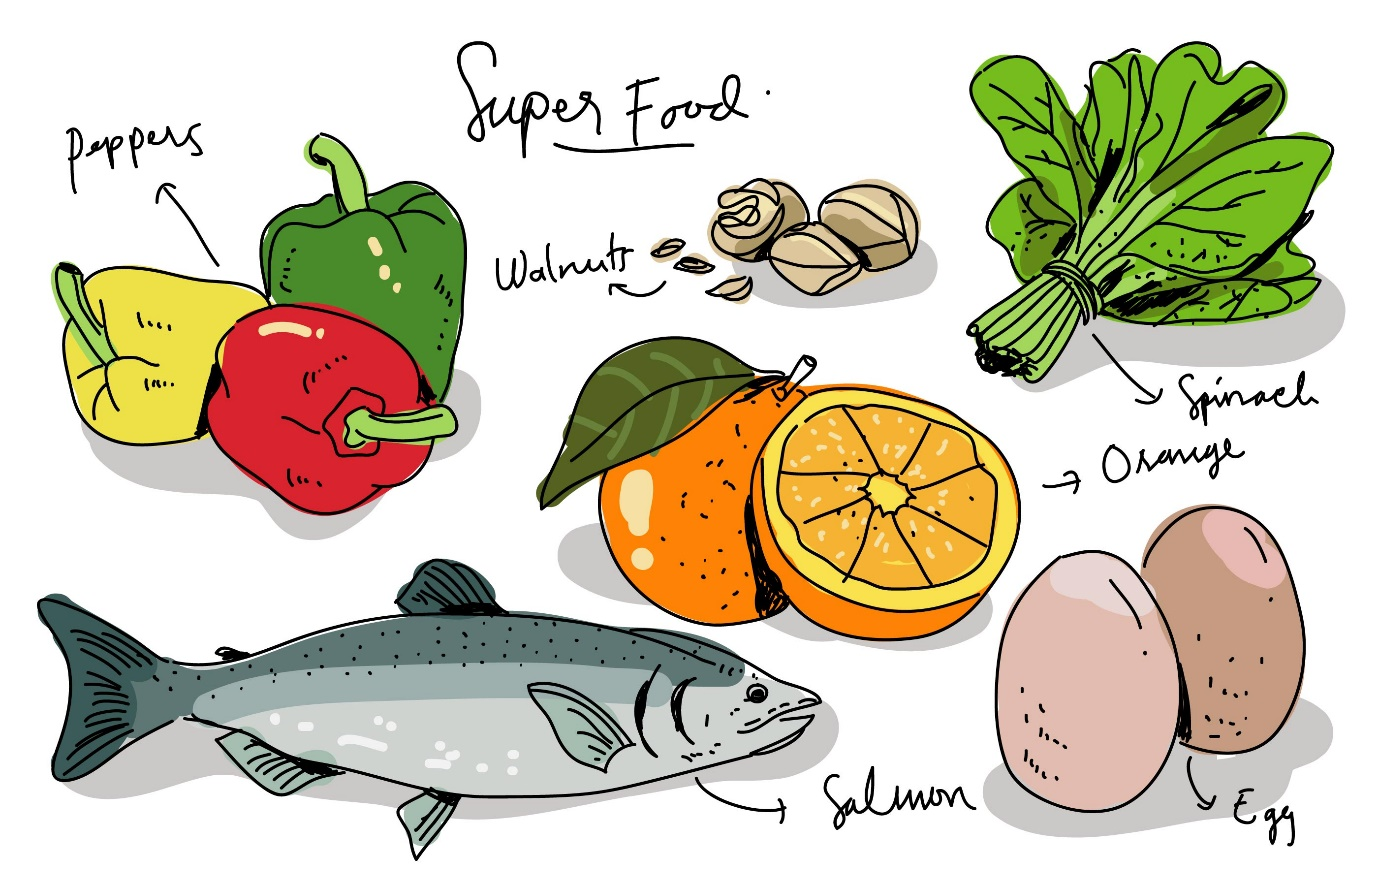 Super Food.
Peppers
Walnuts
Spinach
Orange
Salmon
Egg